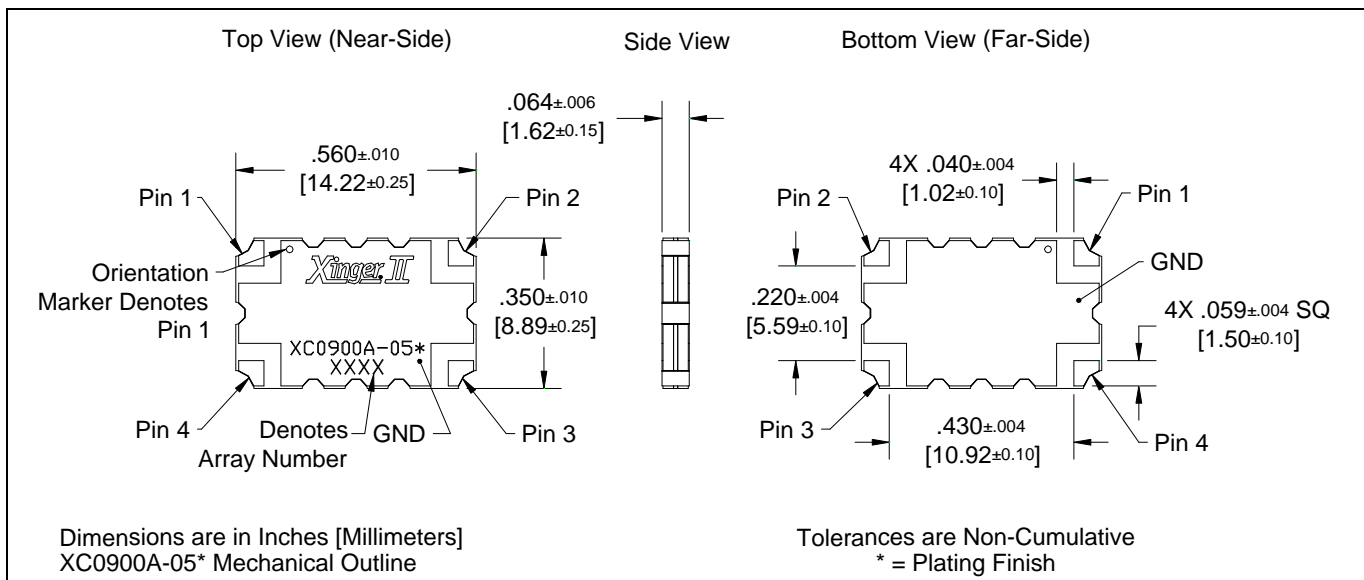 Top View (Near-Side)
Side View
Bottom View (Far-Side)
.064±.006
[1.62±0.15]
.560±.010
[14.22±0.25]
4X .040±.004
[1.02±0.10]
Pin 1
Pin 2
Pin 2
Pin 1
Orientation
Marker Denotes
Pin 1
Xinger II
GND
.350±.010
[8.89±0.25]
.220±.004
[5.59±0.10]
4X .059±.004 SQ
[1.50±0.10]
XC0900A-05*
XXXX
Pin 4
Denotes
Array Number
GND
Pin 3
Pin 3
.430±.004
[10.92±0.10]
Pin 4
Dimensions are in Inches [Millimeters]
XC0900A-05* Mechanical Outline
Tolerances are Non-Cumulative
* = Plating Finish